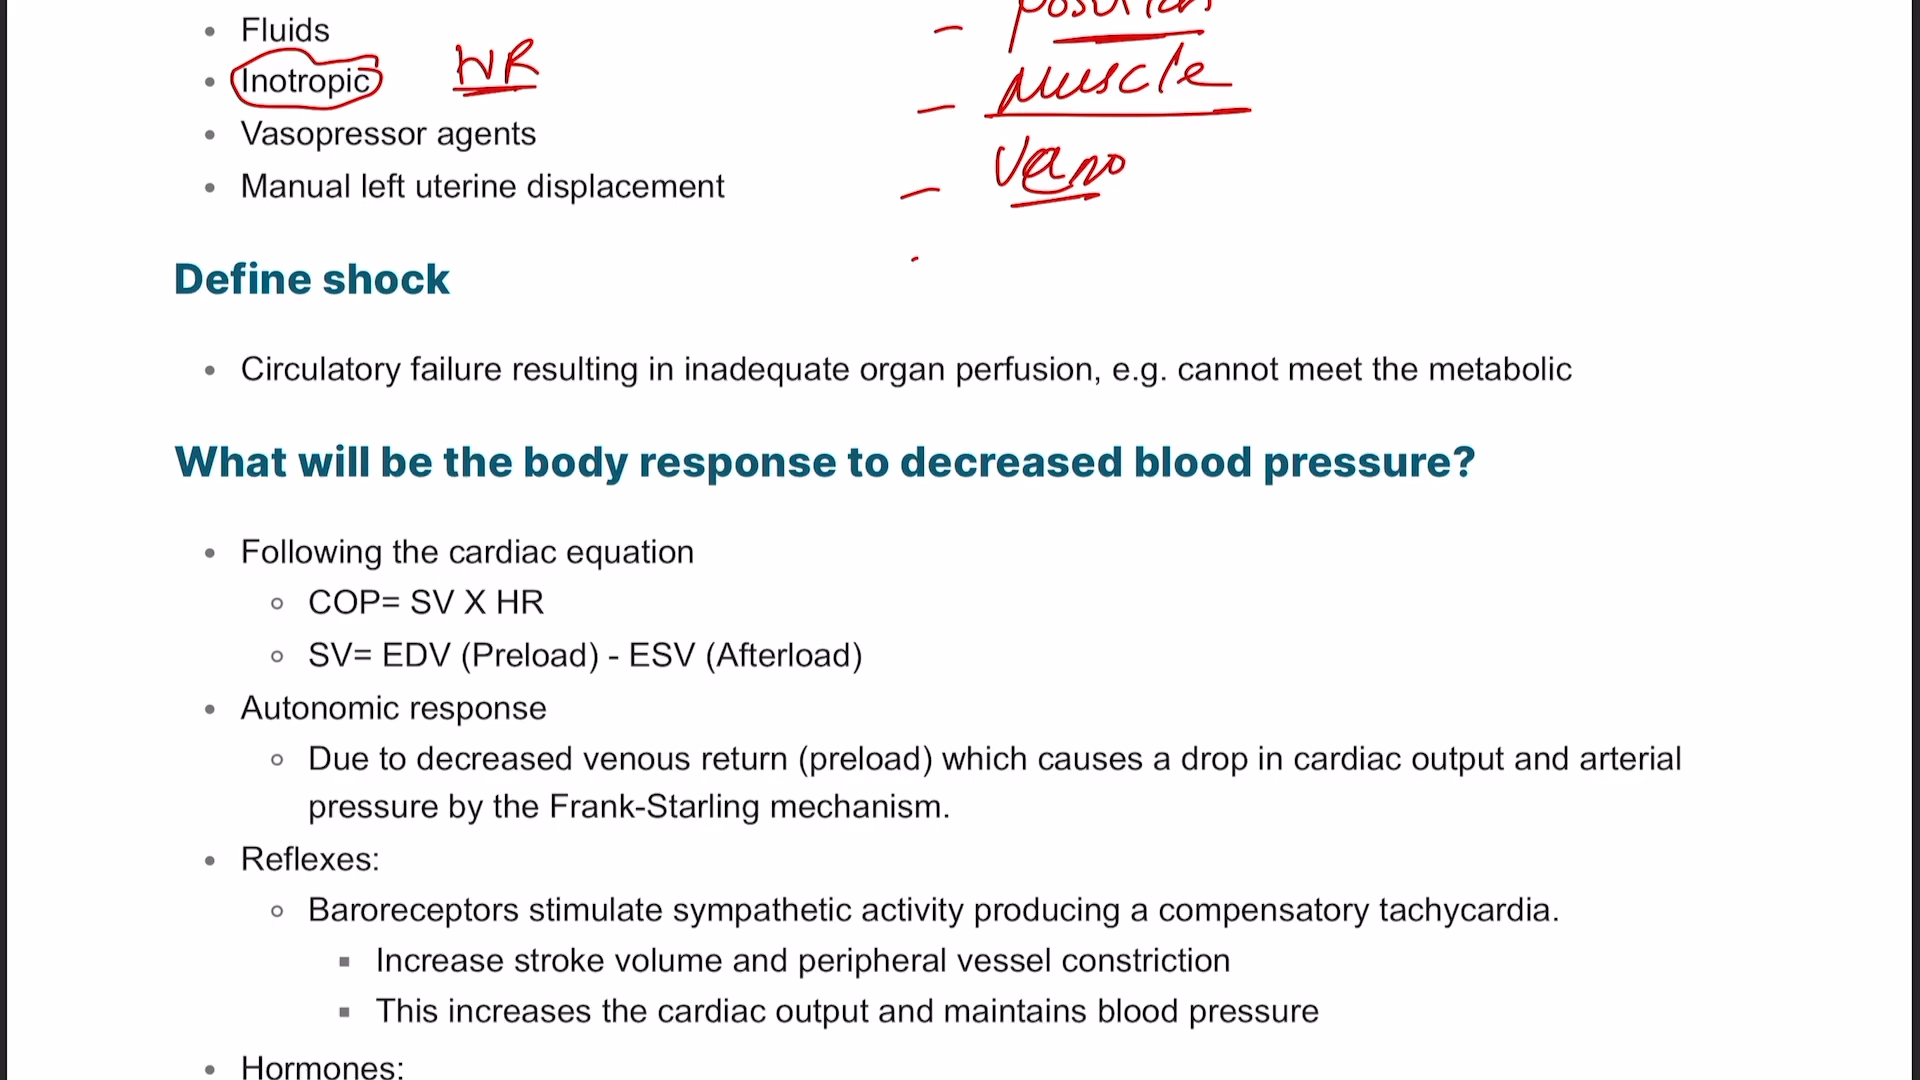 Fluids
Inotropic
Muscle
Vasopressor agents
Veno
Manual left uterine displacement
Define shock
Circulatory failure resulting in inadequate organ perfusion, e.g. cannot meet the metabolic
What will be the body response to decreased blood pressure?
Following the cardiac equation
COP= SV X HR
SV= EDV (Preload) - ESV (Afterload)
Autonomic response
Due to decreased venous return (preload) which causes a drop in cardiac output and arterial
pressure by the Frank-Starling mechanism.
Reflexes:
Baroreceptors stimulate sympathetic activity producing a compensatory tachycardia.
Increase stroke volume and peripheral vessel constriction
This increases the cardiac output and maintains blood pressure
Hormones: